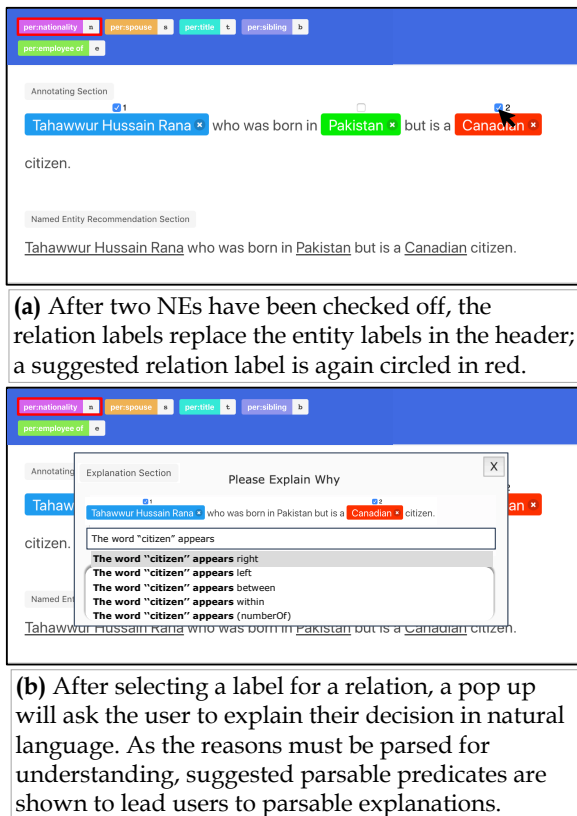 per:nationality n per:spouse s per:title t per:sibling b
per:employee of e
Annotating Section
1 2
Tahawwur Hussain Rana × who was born in Pakistan × but is a Canadian ×
citizen.
Named Entity Recommendation Section
Tahawwur Hussain Rana who was born in Pakistan but is a Canadian citizen.
(a) After two NEs have been checked off, the
relation labels replace the entity labels in the header;
a suggested relation label is again circled in red.
per:nationality n per:spouse s per:title t per:sibling b
per:employee of e
Annotating Explanation Section X
Please Explain Why
1 2
Tahaw Tahawwur Hussain Rana × who was born in Pakistan but is a Canadian × citizen. an ×
citizen. The word "citizen" appears
The word "citizen" appears right
The word "citizen" appears left
The word "citizen" appears between
Named Ent The word "citizen" appears within
The word "citizen" appears (numberOf)
Tahawwur Hussain Rana who was born in Pakistan but is a Canadian citizen.
(b) After selecting a label for a relation, a pop up
will ask the user to explain their decision in natural
language. As the reasons must be parsed for
understanding, suggested parsable predicates are
shown to lead users to parsable explanations.